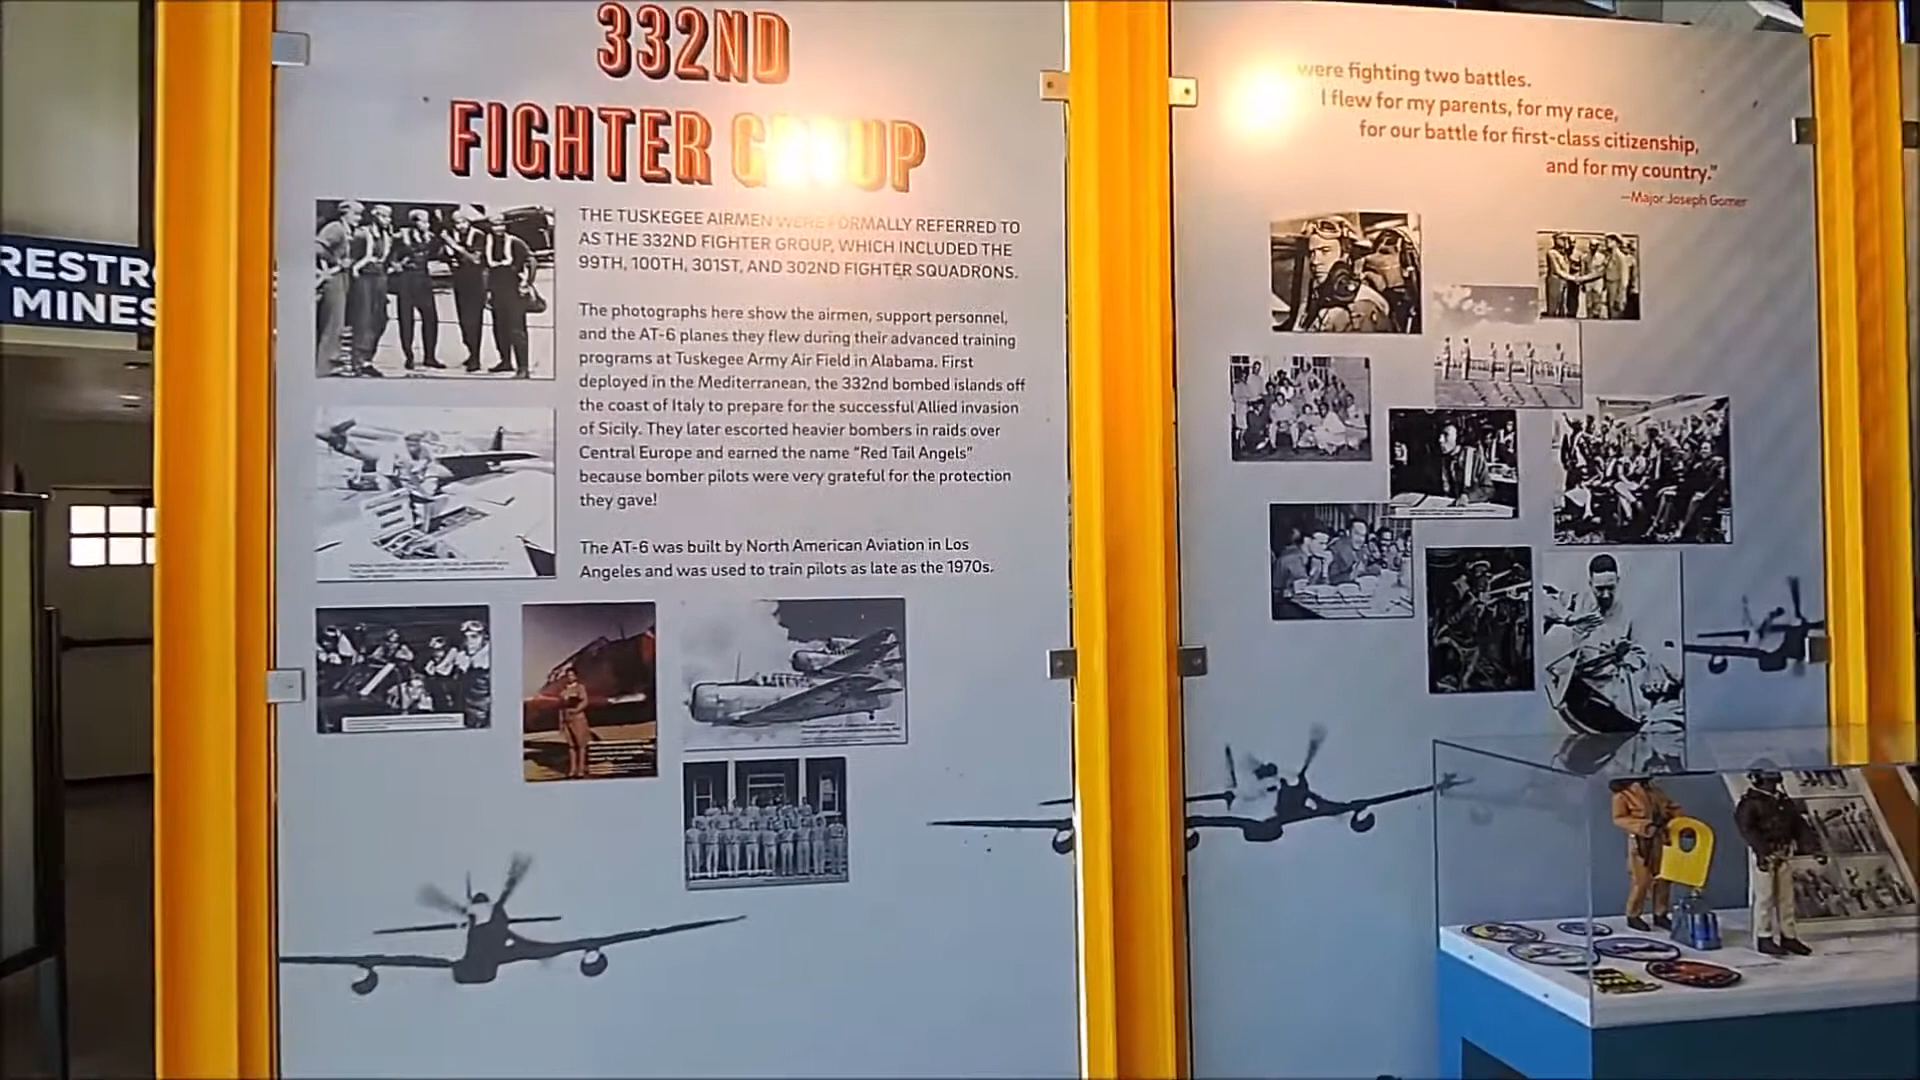 332ND
FIGHTER GROUP
THE TUSKEGEE AIRMEN WERE FORMALLY REFERRED TO
AS THE 332ND FIGHTER GROUP, WHICH INCLUDED THE
99TH, 100TH, 301ST, AND 302ND FIGHTER SQUADRONS.
The photographs here show the airmen, support personnel,
and the AT-6 planes they flew during their advanced training
programs at Tuskegee Army Air Field in Alabama. First
deployed in the Mediterranean, the 332nd bombed islands off
the coast of Italy to prepare for the successful Allied invasion
of Sicily. They later escorted heavier bombers in raids over
Central Europe and earned the name “Red Tail Angels”
because bomber pilots were very grateful for the protection
they gave!
The AT-6 was built by North American Aviation in Los
Angeles and was used to train pilots as late as the 1970s.
were fighting two battles.
I flew for my parents, for my race,
for our battle for first-class citizenship,
and for my country.”
—Major Joseph Gomer
RESTR
MINES